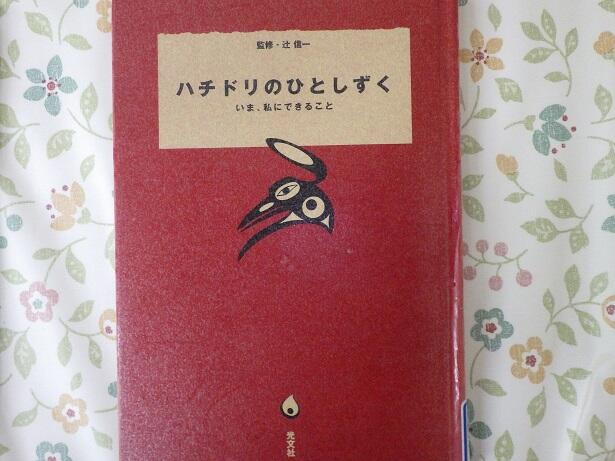 監修・辻 信一
ハチドリのひとしずく
いま、私にできること
光文社